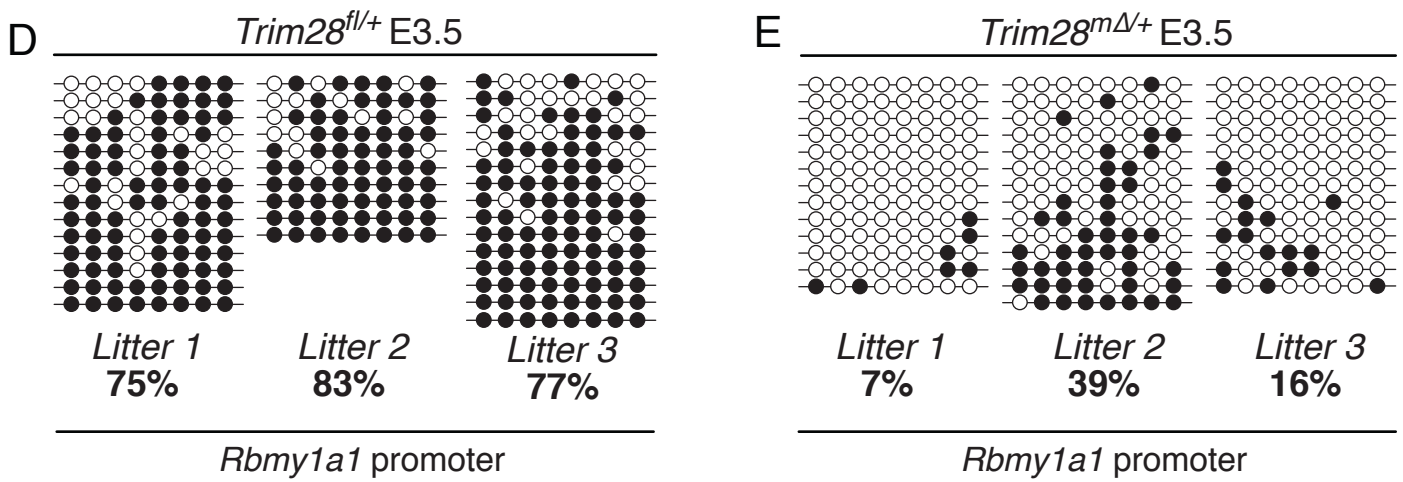 D
Trim28fl/+ E3.5
Litter 1
75%
Litter 2
83%
Litter 3
77%
Rbmy1a1 promoter
E
Trim28mΔ/+ E3.5
Litter 1
7%
Litter 2
39%
Litter 3
16%
Rbmy1a1 promoter